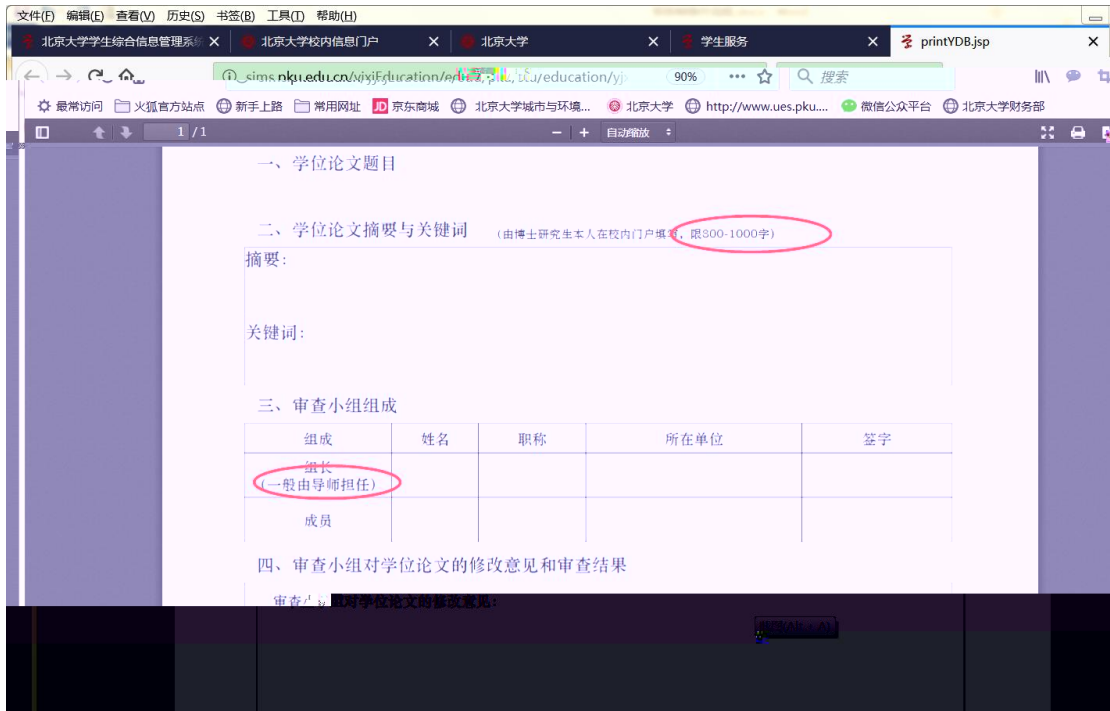 文件(F) 编辑(E) 查看(V) 历史(S) 书签(B) 工具(T) 帮助(H)
北京大学学生综合信息管理系统 北京大学校内信息门户 北京大学 学生服务 printYDB.jsp
sims.pku.edu.cn 90% 搜索
最常访问 火狐官方站点 新手上路 常用网址 JD 京东商城 北京大学城市与环境... 北京大学 http://www.ues.pku.... 微信公众平台 北京大学财务部
1 / 1 自动缩放
一、学位论文题目
二、学位论文摘要与关键词 (由博士研究生本人在校内门户填写，限800-1000字)
摘要:
关键词:
三、审查小组组成
组成 姓名 职称 所在单位 签字
组长
(一般由导师担任)
成员
四、审查小组对学位论文的修改意见和审查结果
审查小组对学位论文的修改意见: